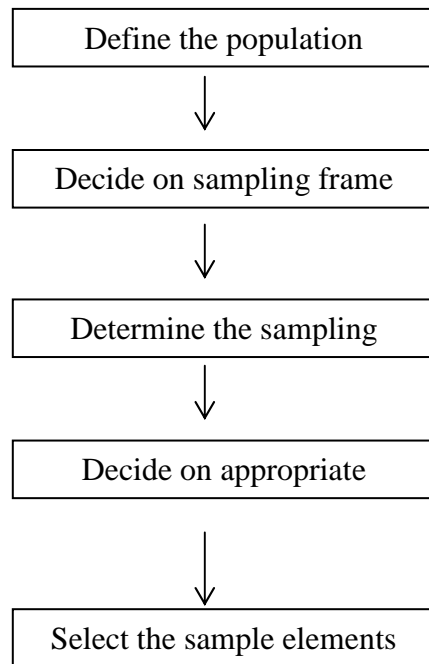 Define the population
Decide on sampling frame
Determine the sampling
Decide on appropriate
Select the sample elements